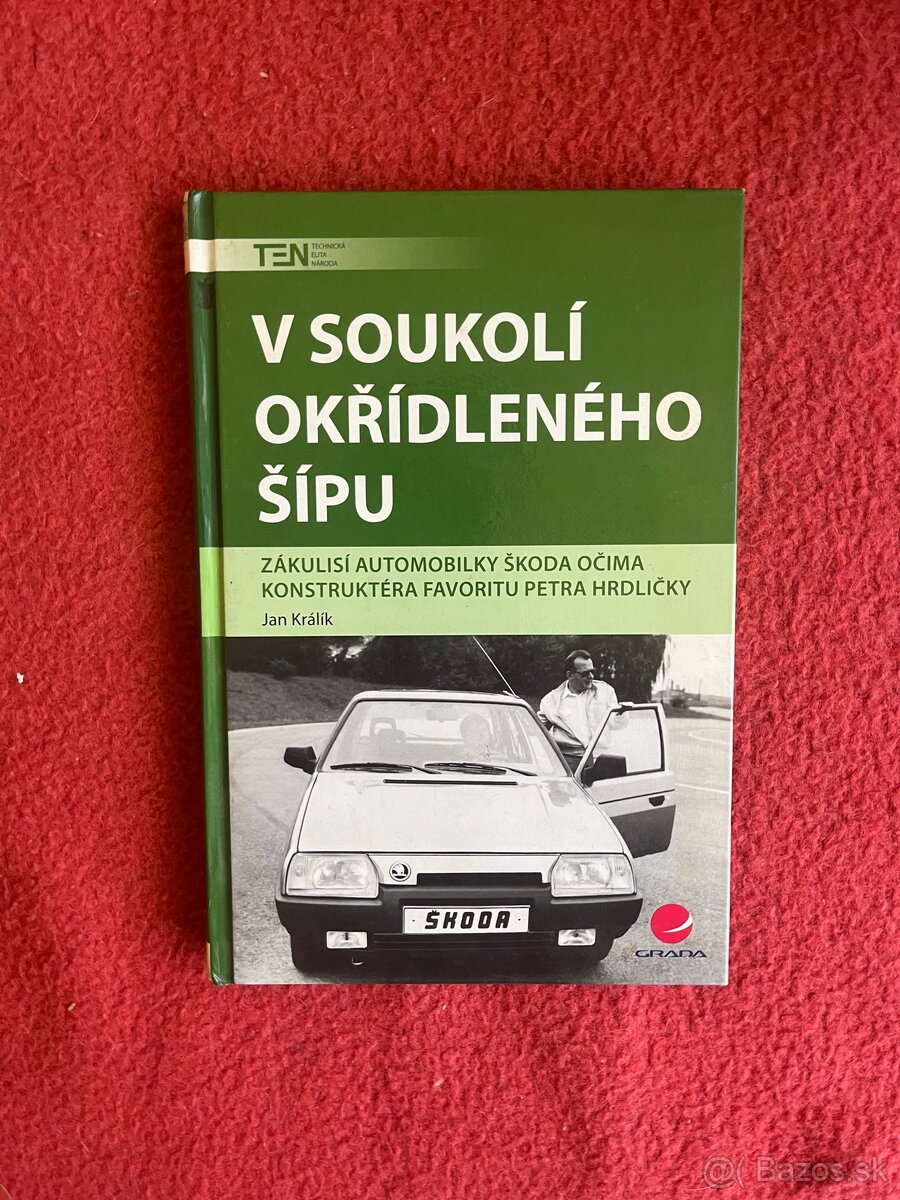 TEN
TECHNICKÁ
ELITA
NÁRODA
V SOUKOLÍ
OKŘÍDLENÉHO
ŠÍPU
ZÁKULISÍ AUTOMOBILKY ŠKODA OČIMA
KONSTRUKTÉRA FAVORITU PETRA HRDLIČKY
Jan Králík
ŠKODA
GRADA
@( Bazos.sk